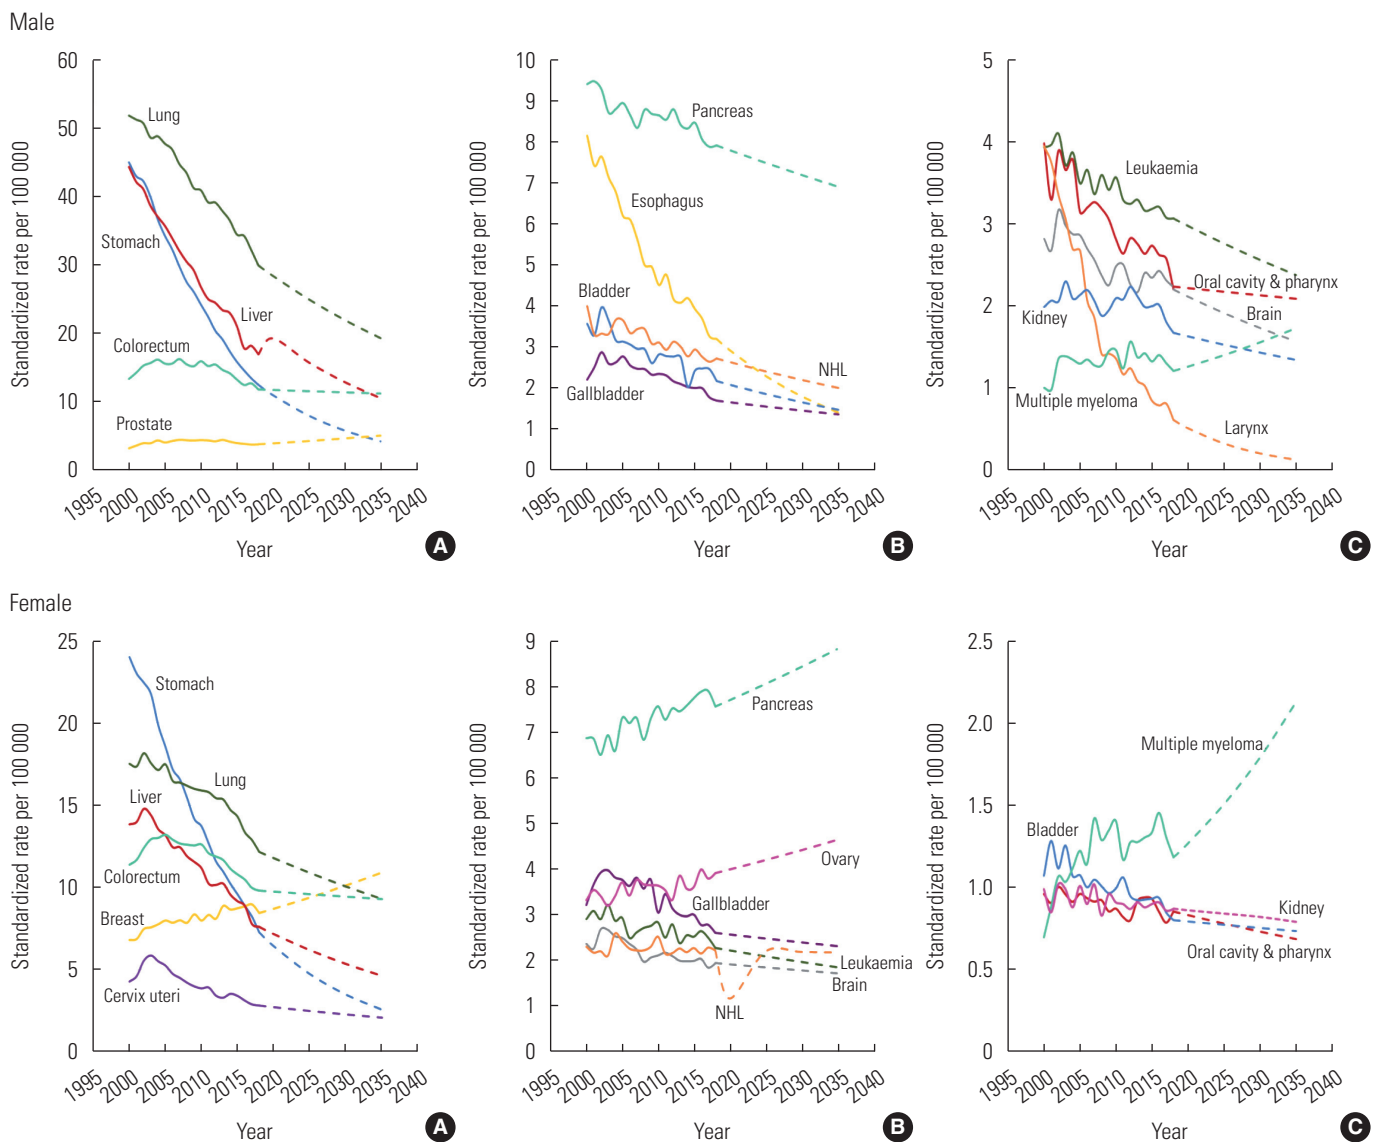 Male
60
50
40
30
20
10
0
Standardized rate per 100 000
Lung
Stomach
Liver
Colorectum
Prostate
1995
2000
2005
2010
2015
2020
2025
2030
2035
2040
Year
A
10
9
8
7
6
5
4
3
2
1
0
Standardized rate per 100 000
Pancreas
Esophagus
Bladder
NHL
Gallbladder
1995
2000
2005
2010
2015
2020
2025
2030
2035
2040
Year
B
5
4
3
2
1
0
Standardized rate per 100 000
Leukaemia
Oral cavity & pharynx
Kidney
Brain
Multiple myeloma
Larynx
1995
2000
2005
2010
2015
2020
2025
2030
2035
2040
Year
C
Female
25
20
15
10
5
0
Standardized rate per 100 000
Stomach
Lung
Liver
Colorectum
Breast
Cervix uteri
1995
2000
2005
2010
2015
2020
2025
2030
2035
2040
Year
A
9
8
7
6
5
4
3
2
1
0
Standardized rate per 100 000
Pancreas
Ovary
Gallbladder
Leukaemia
Brain
NHL
1995
2000
2005
2010
2015
2020
2025
2030
2035
2040
Year
B
2.5
2.0
1.5
1.0
0.5
0
Standardized rate per 100 000
Multiple myeloma
Bladder
Kidney
Oral cavity & pharynx
1995
2000
2005
2010
2015
2020
2025
2030
2035
2040
Year
C